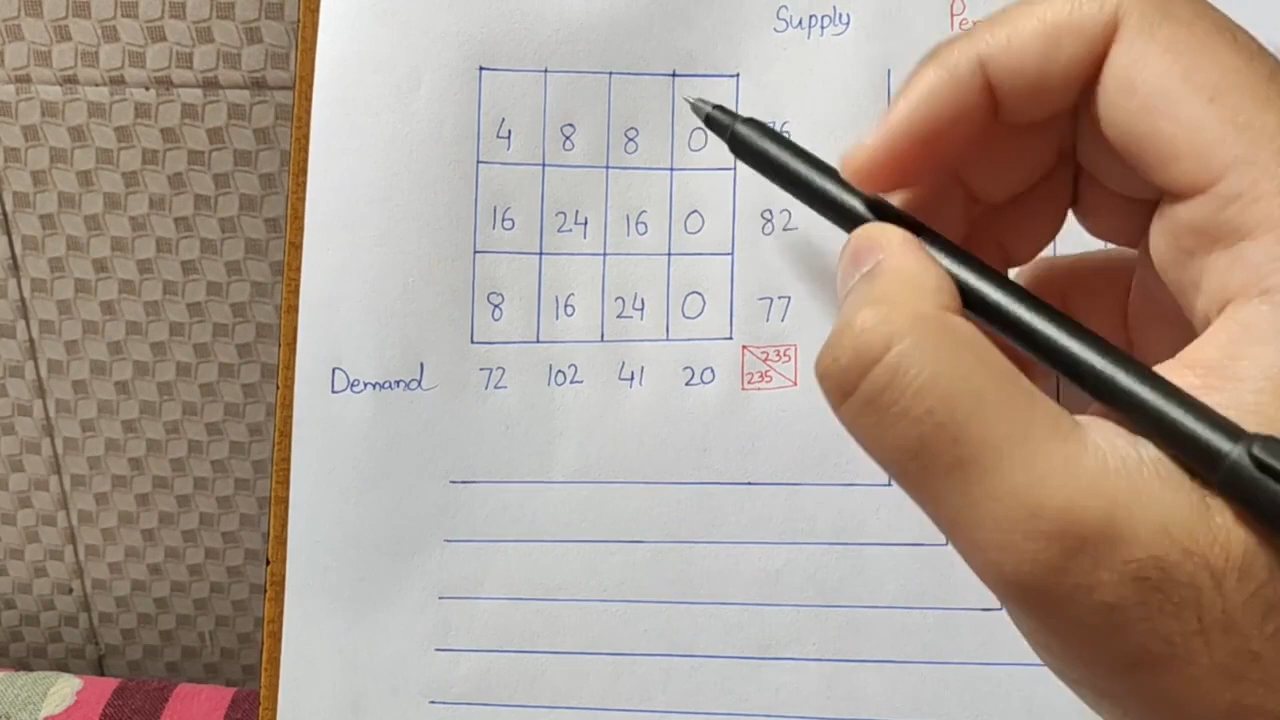 Supply
4 8 8 0
16 24 16 0 82
8 16 24 0 77
Demand 72 102 41 20 235
235